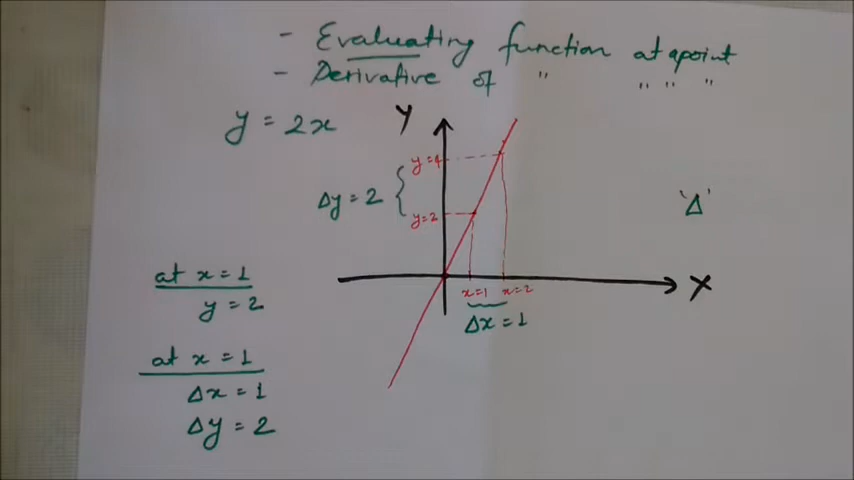 - Evaluating function at a point
- Derivative of " " " "
y = 2x
Y
y=4
Δy = 2 {
y=2
'Δ'
at x = 1
y = 2
x=1 x=2
X
Δx = 1
at x = 1
Δx = 1
Δy = 2